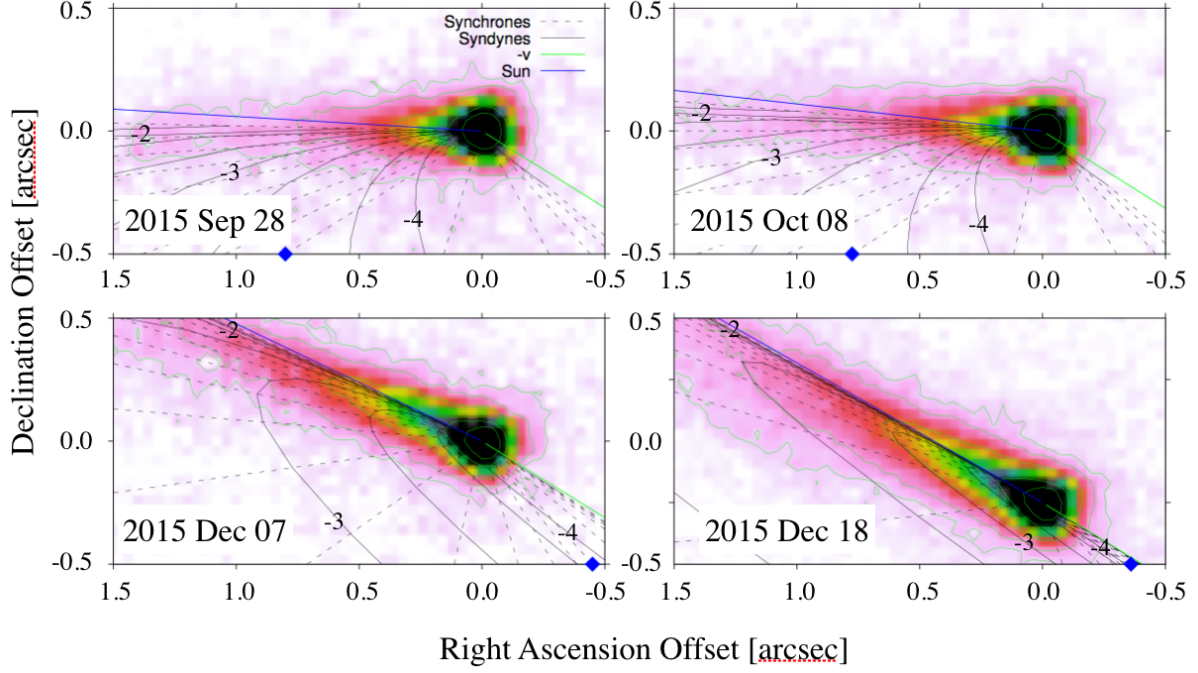 Declination Offset [arcsec]
0.5
0.0
-0.5
Synchrones
Syndynes
-v
Sun
-2
-3
-4
2015 Sep 28
1.5 1.0 0.5 0.0 -0.5
0.5
0.0
-0.5
-2
-3
-4
2015 Oct 08
1.5 1.0 0.5 0.0 -0.5
0.5
0.0
-0.5
-2
-3
-4
2015 Dec 07
1.5 1.0 0.5 0.0 -0.5
0.5
0.0
-0.5
-2
-3
-4
2015 Dec 18
1.5 1.0 0.5 0.0 -0.5
Right Ascension Offset [arcsec]